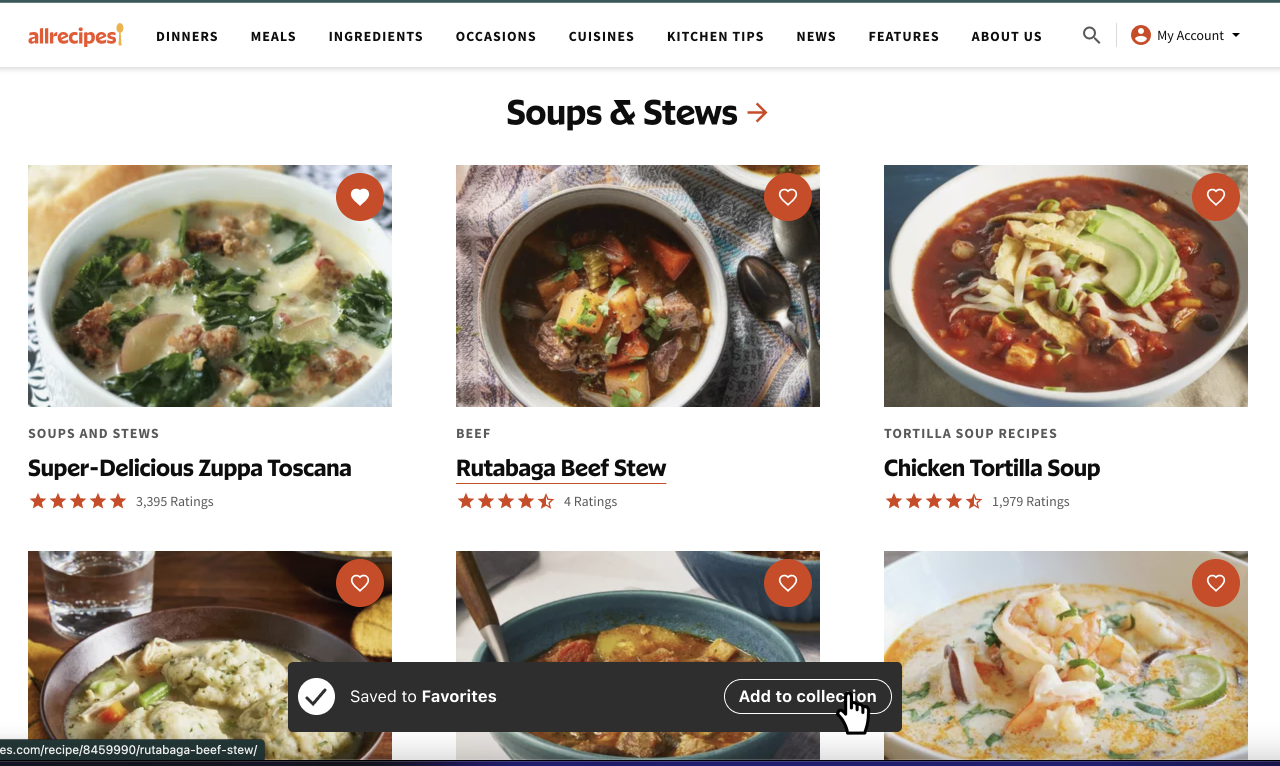 allrecipes
DINNERS MEALS INGREDIENTS OCCASIONS CUISINES KITCHEN TIPS NEWS FEATURES ABOUT US My Account
Soups & Stews
SOUPS AND STEWS
Super-Delicious Zuppa Toscana
3,395 Ratings
BEEF
Rutabaga Beef Stew
4 Ratings
TORTILLA SOUP RECIPES
Chicken Tortilla Soup
1,979 Ratings
Saved to Favorites
Add to collection
es.com/recipe/8459990/rutabaga-beef-stew/